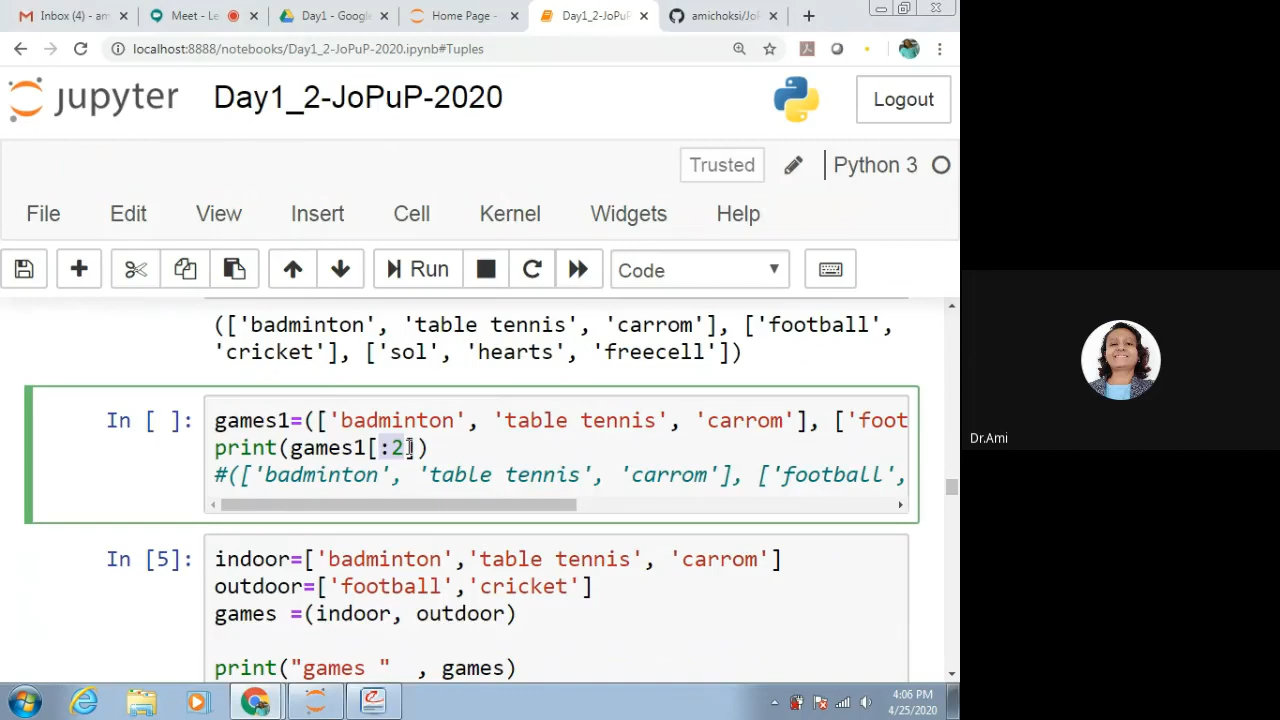 Inbox (4) - am
Meet - Le
Day1 - Google
Home Page -
Day1_2-JoPuP
amichoksi/JoP
localhost:8888/notebooks/Day1_2-JoPuP-2020.ipynb#Tuples
jupyter Day1_2-JoPuP-2020
Logout
Trusted
Python 3
File Edit View Insert Cell Kernel Widgets Help
Run
Code
(['badminton', 'table tennis', 'carrom'], ['football',
'cricket'], ['sol', 'hearts', 'freecell'])
In [ ]: games1=(['badminton', 'table tennis', 'carrom'], ['foot
print(games1[:2])
#(['badminton', 'table tennis', 'carrom'], ['football',
In [5]: indoor=['badminton','table tennis', 'carrom']
outdoor=['football','cricket']
games =(indoor, outdoor)
print("games " , games)
Dr.Ami
4:06 PM
4/25/2020